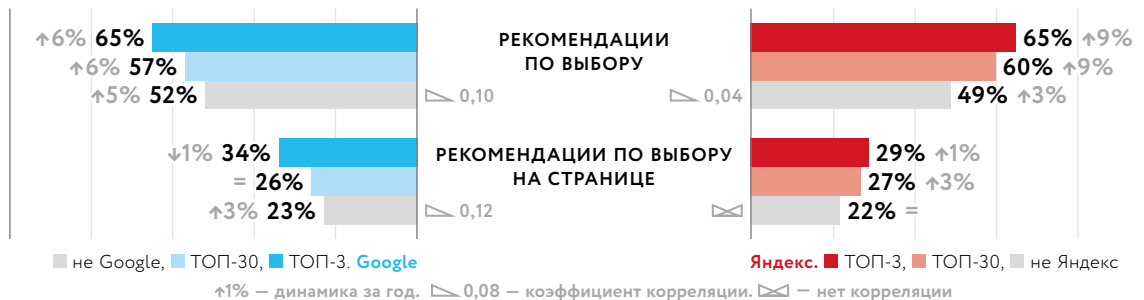 ↑6% 65%
РЕКОМЕНДАЦИИ
ПО ВЫБОРУ
65% ↑9%
↑6% 57%
60% ↑9%
↑5% 52%
0,10
0,04
49% ↑3%
↓1% 34%
РЕКОМЕНДАЦИИ ПО ВЫБОРУ
НА СТРАНИЦЕ
29% ↑1%
= 26%
27% ↑3%
↑3% 23%
0,12
22% =
не Google, ТОП-30, ТОП-3. Google
Яндекс. ТОП-3, ТОП-30, не Яндекс
↑1% — динамика за год. 0,08 — коэффициент корреляции. — нет корреляции